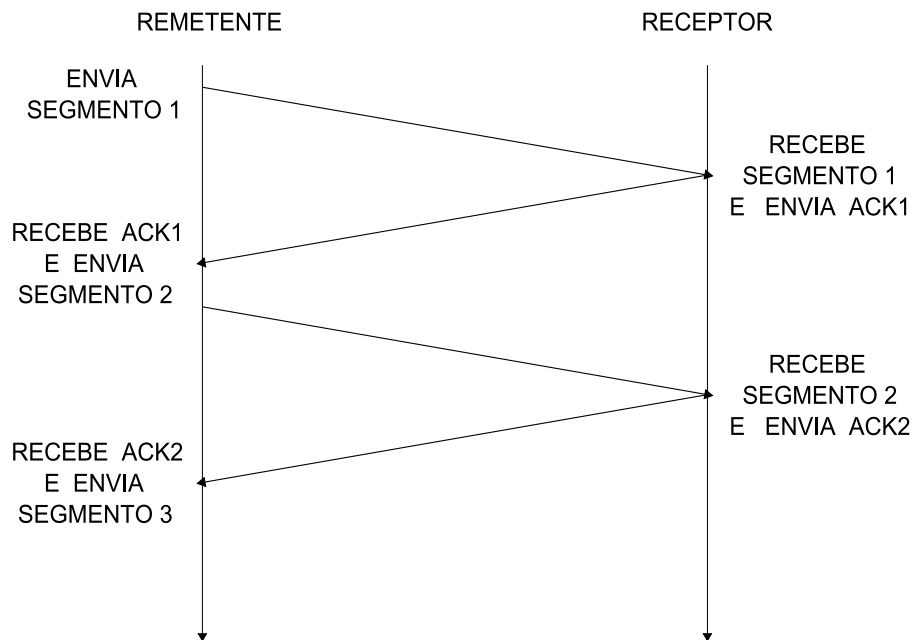 REMETENTE
RECEPTOR
ENVIA
SEGMENTO 1
RECEBE
SEGMENTO 1
E ENVIA ACK1
RECEBE ACK1
E ENVIA
SEGMENTO 2
RECEBE
SEGMENTO 2
E ENVIA ACK2
RECEBE ACK2
E ENVIA
SEGMENTO 3